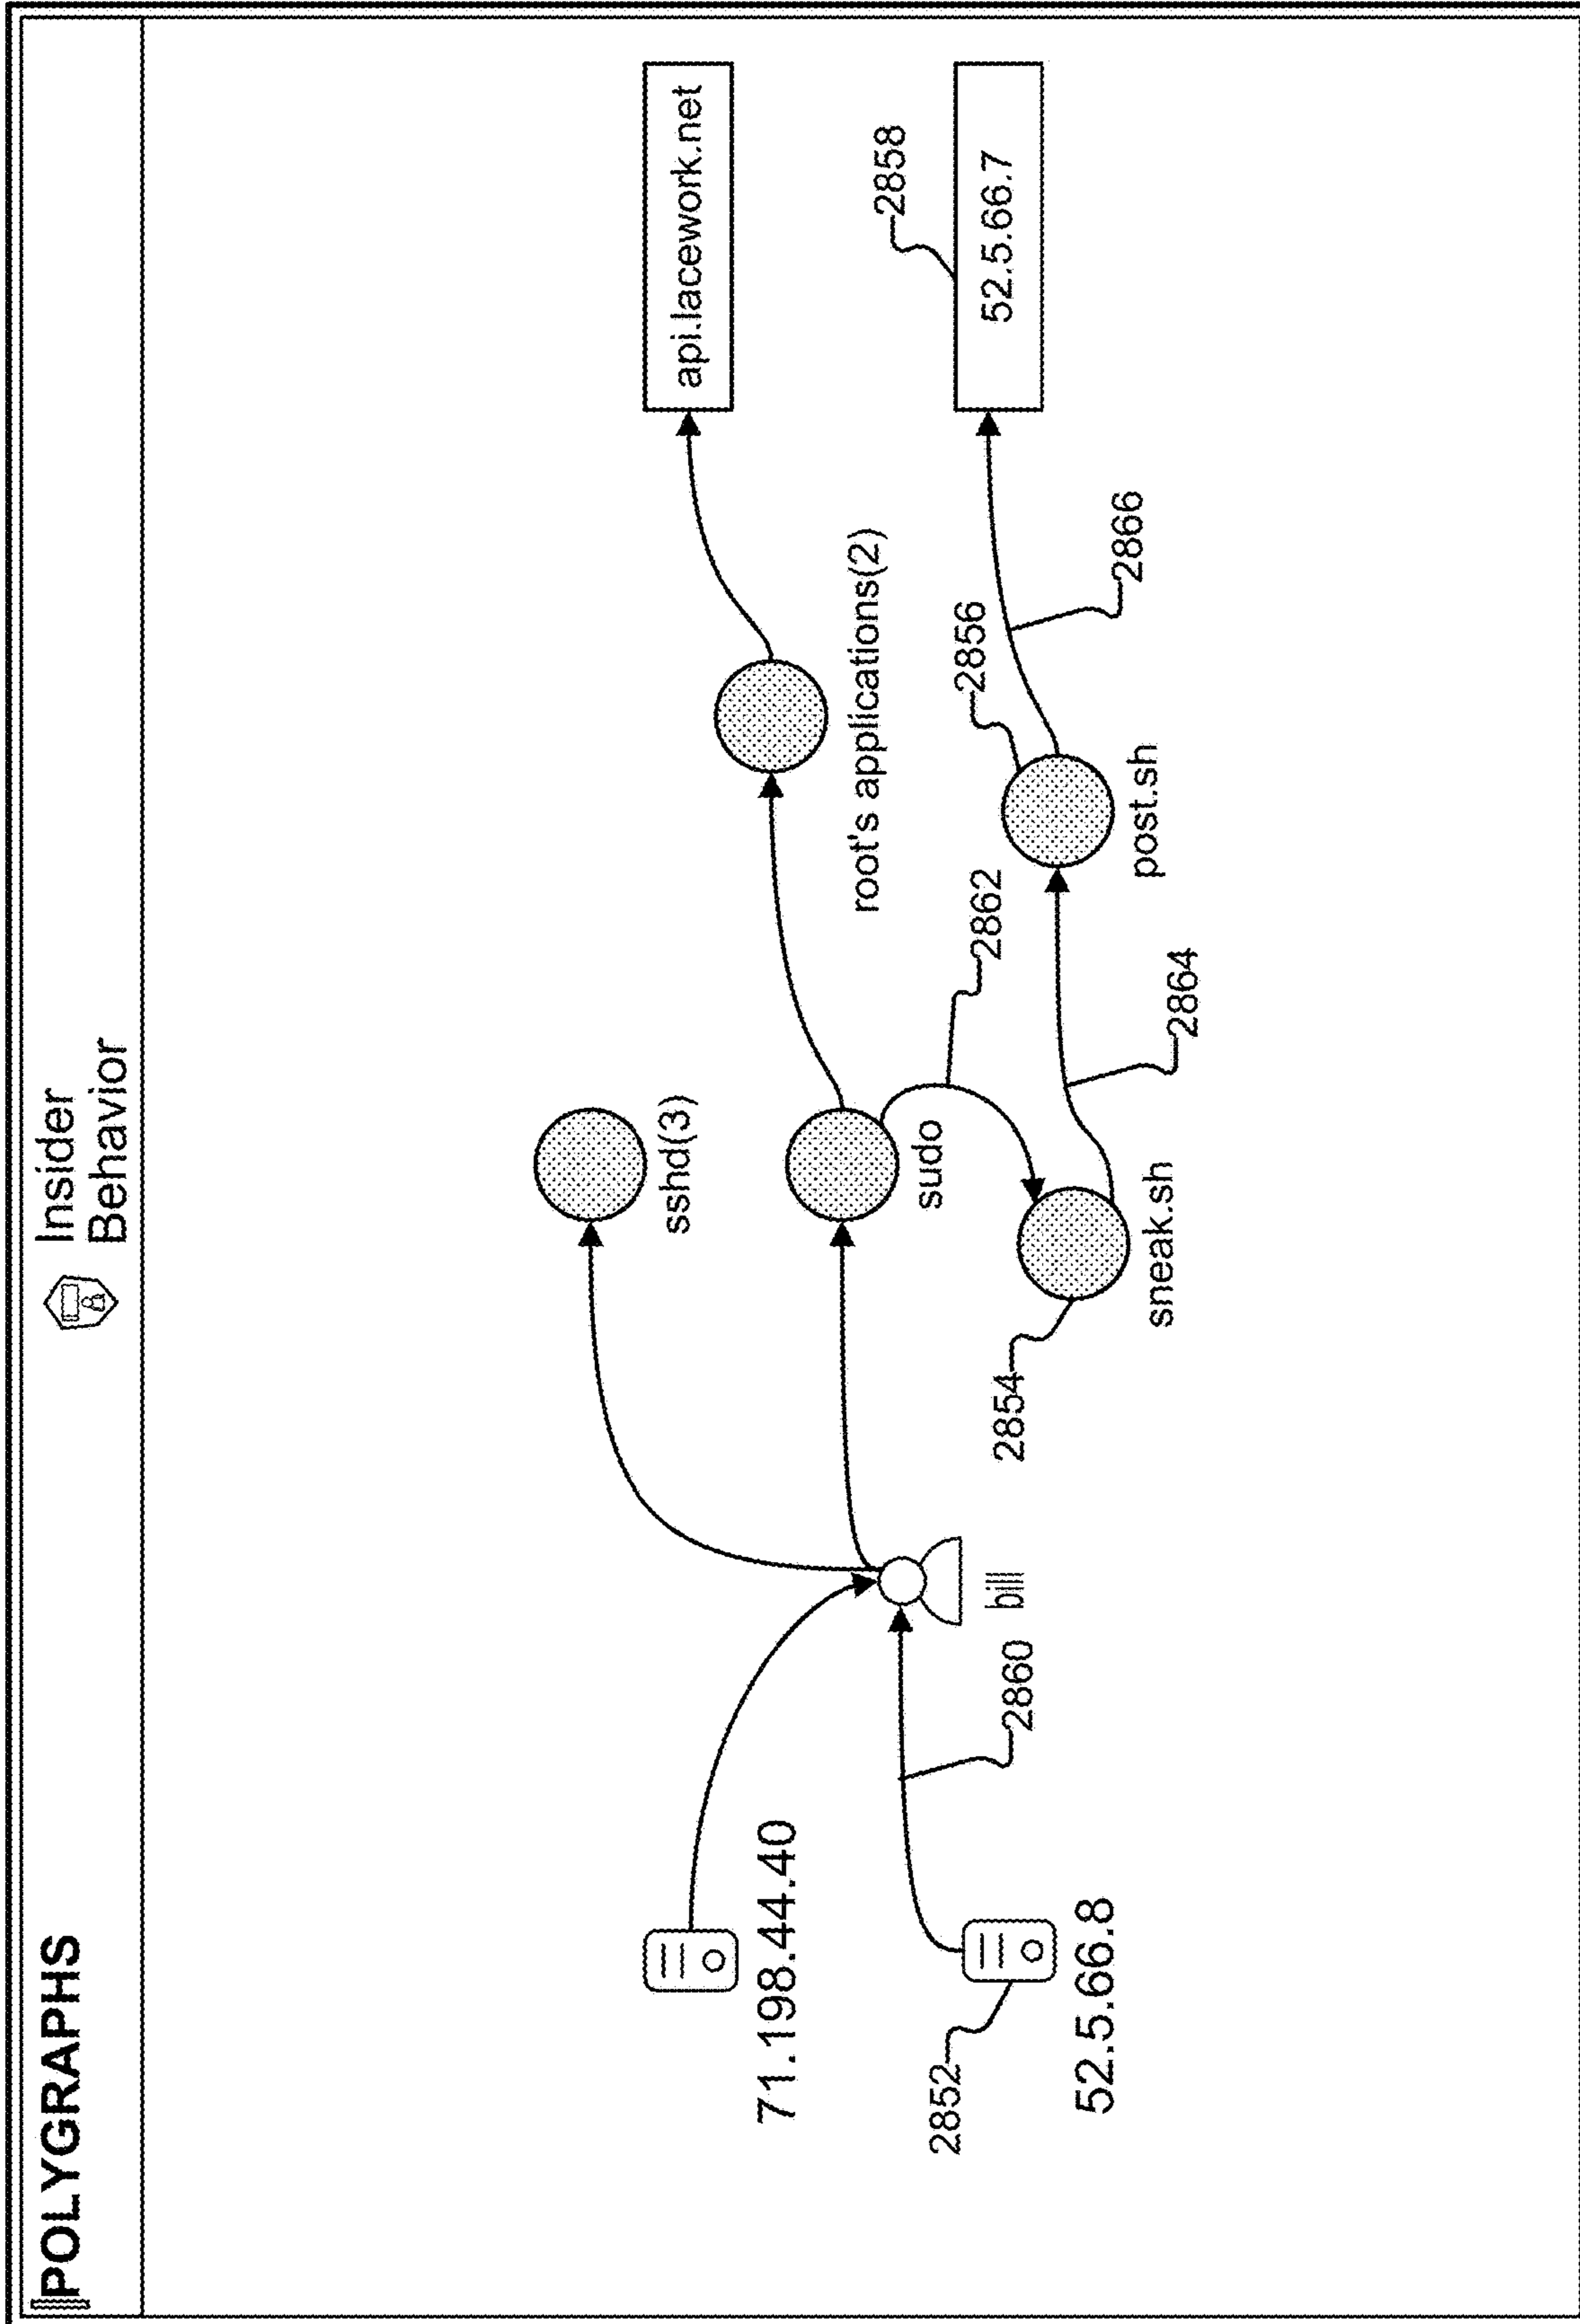 POLYGRAPHS
Insider
Behavior
sshd(3)
api.lacework.net
71.198.44.40
root's applications(2)
sudo
2858
52.5.66.7
2852
52.5.66.8
bill
2860
2854
sneak.sh
2862
2864
2856
post.sh
2866